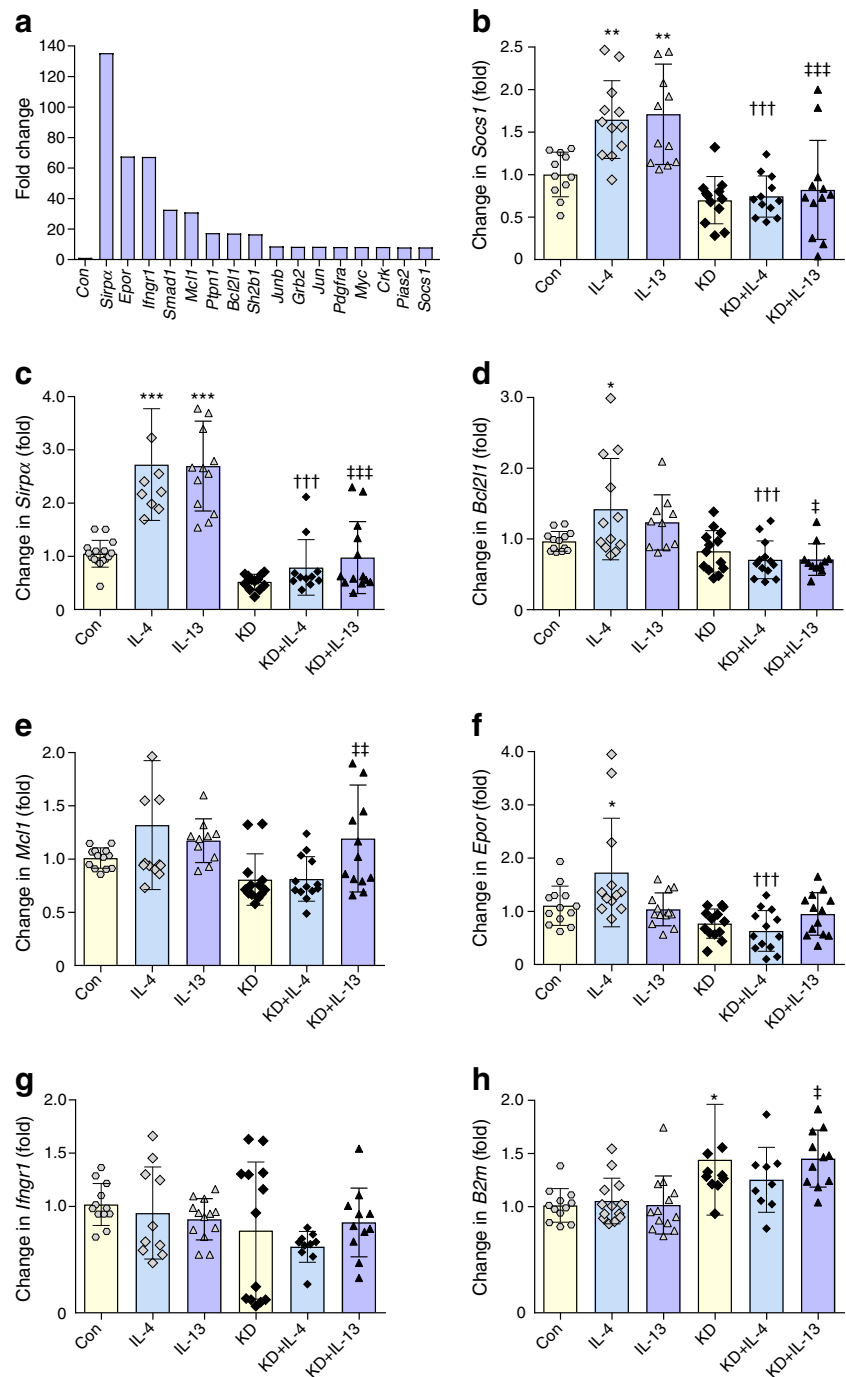 a
Fold change
140
120
100
80
60
40
20
0
Con
Sirpα
Epor
Ifngr1
Smad1
Mcl1
Ptpn1
Bcl2l1
Sh2b1
Junb
Grb2
Jun
Pdgfra
Myc
Crk
Pias2
Socs1
b
Change in Socs1 (fold)
2.5
2.0
1.5
1.0
0.5
0
**
**
†††
‡‡‡
Con
IL-4
IL-13
KD
KD+IL-4
KD+IL-13
c
Change in Sirpα (fold)
4.0
3.0
2.0
1.0
0
***
***
†††
‡‡‡
Con
IL-4
IL-13
KD
KD+IL-4
KD+IL-13
d
Change in Bcl2l1 (fold)
3.0
2.0
1.0
0
*
†††
‡
Con
IL-4
IL-13
KD
KD+IL-4
KD+IL-13
e
Change in Mcl1 (fold)
2.0
1.5
1.0
0.5
0
‡‡
Con
IL-4
IL-13
KD
KD+IL-4
KD+IL-13
f
Change in Epor (fold)
4.0
3.0
2.0
1.0
0
*
†††
Con
IL-4
IL-13
KD
KD+IL-4
KD+IL-13
g
Change in Ifngr1 (fold)
2.0
1.5
1.0
0.5
0
Con
IL-4
IL-13
KD
KD+IL-4
KD+IL-13
h
Change in B2m (fold)
2.0
1.5
1.0
0.5
0
*
‡
Con
IL-4
IL-13
KD
KD+IL-4
KD+IL-13